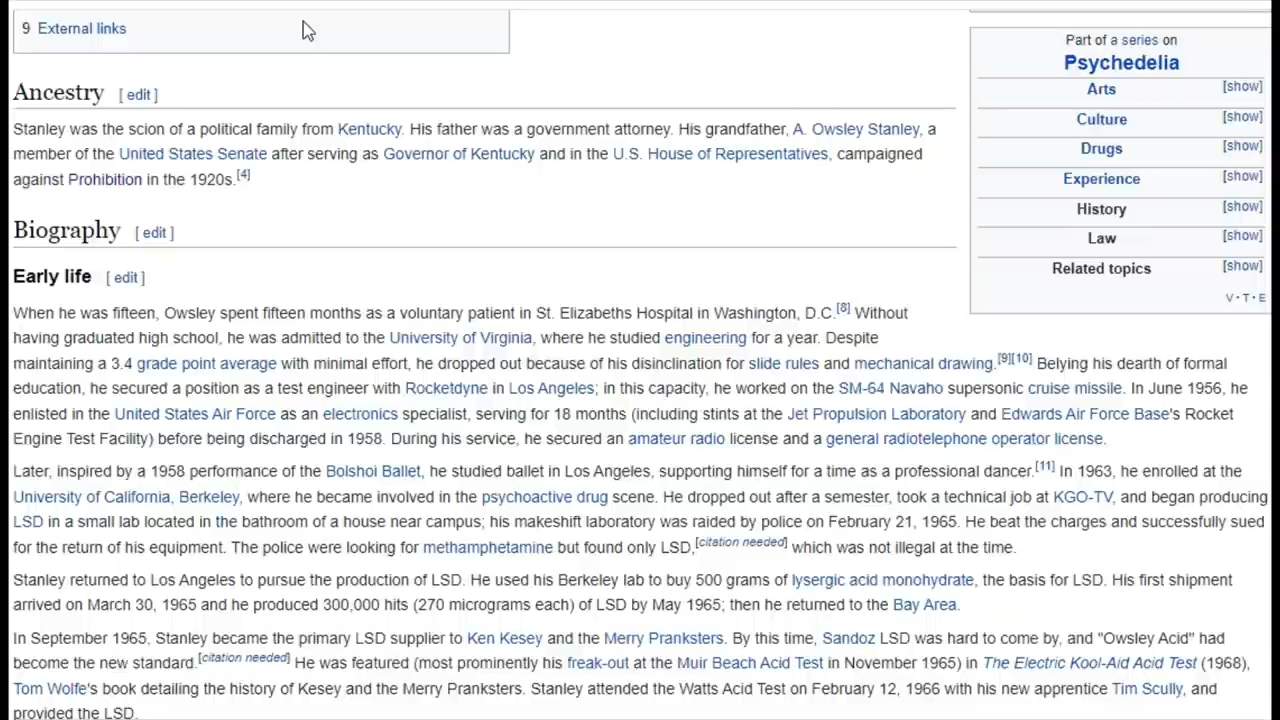 9 External links
Part of a series on
Psychedelia
Arts [show]
Culture [show]
Drugs [show]
Experience [show]
History [show]
Law [show]
Related topics [show]
V · T · E
Ancestry [ edit ]
Stanley was the scion of a political family from Kentucky. His father was a government attorney. His grandfather, A. Owsley Stanley, a
member of the United States Senate after serving as Governor of Kentucky and in the U.S. House of Representatives, campaigned
against Prohibition in the 1920s.[4]
Biography [ edit ]
Early life [ edit ]
When he was fifteen, Owsley spent fifteen months as a voluntary patient in St. Elizabeths Hospital in Washington, D.C.[8] Without
having graduated high school, he was admitted to the University of Virginia, where he studied engineering for a year. Despite
maintaining a 3.4 grade point average with minimal effort, he dropped out because of his disinclination for slide rules and mechanical drawing.[9][10] Belying his dearth of formal
education, he secured a position as a test engineer with Rocketdyne in Los Angeles; in this capacity, he worked on the SM-64 Navaho supersonic cruise missile. In June 1956, he
enlisted in the United States Air Force as an electronics specialist, serving for 18 months (including stints at the Jet Propulsion Laboratory and Edwards Air Force Base's Rocket
Engine Test Facility) before being discharged in 1958. During his service, he secured an amateur radio license and a general radiotelephone operator license.
Later, inspired by a 1958 performance of the Bolshoi Ballet, he studied ballet in Los Angeles, supporting himself for a time as a professional dancer.[11] In 1963, he enrolled at the
University of California, Berkeley, where he became involved in the psychoactive drug scene. He dropped out after a semester, took a technical job at KGO-TV, and began producing
LSD in a small lab located in the bathroom of a house near campus; his makeshift laboratory was raided by police on February 21, 1965. He beat the charges and successfully sued
for the return of his equipment. The police were looking for methamphetamine but found only LSD,[citation needed] which was not illegal at the time.
Stanley returned to Los Angeles to pursue the production of LSD. He used his Berkeley lab to buy 500 grams of lysergic acid monohydrate, the basis for LSD. His first shipment
arrived on March 30, 1965 and he produced 300,000 hits (270 micrograms each) of LSD by May 1965; then he returned to the Bay Area.
In September 1965, Stanley became the primary LSD supplier to Ken Kesey and the Merry Pranksters. By this time, Sandoz LSD was hard to come by, and "Owsley Acid" had
become the new standard.[citation needed] He was featured (most prominently his freak-out at the Muir Beach Acid Test in November 1965) in The Electric Kool-Aid Acid Test (1968),
Tom Wolfe's book detailing the history of Kesey and the Merry Pranksters. Stanley attended the Watts Acid Test on February 12, 1966 with his new apprentice Tim Scully, and
provided the LSD.